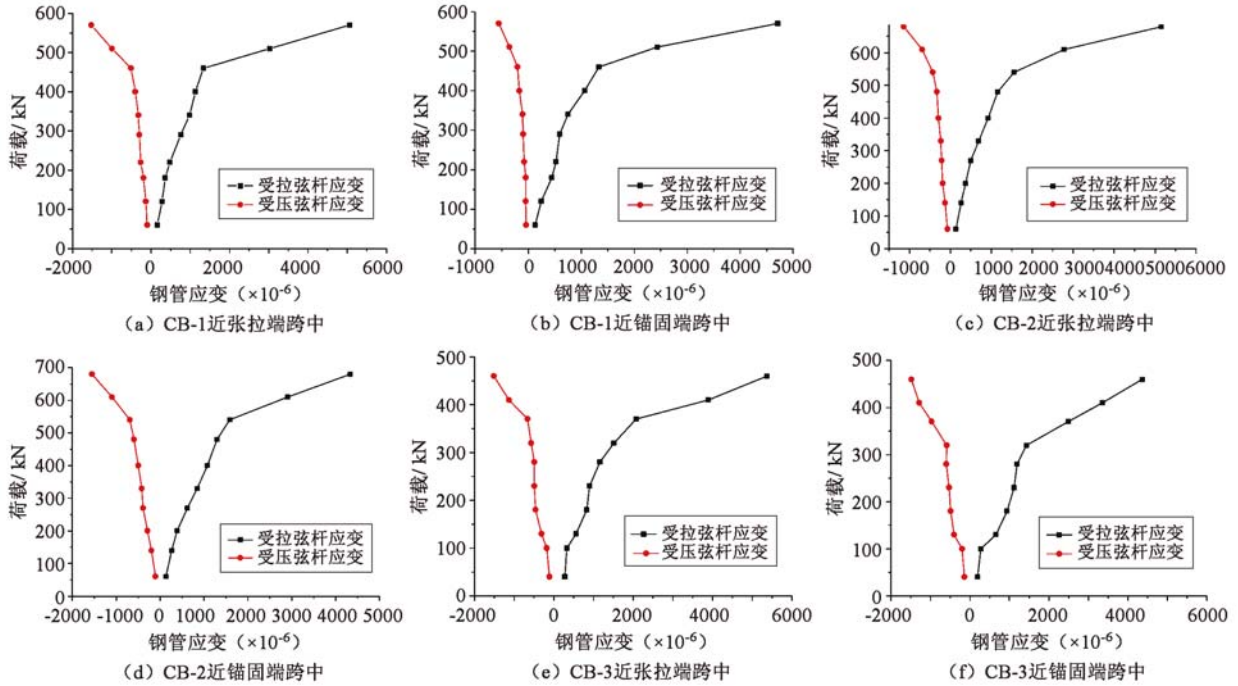 600
500
400
300
200
100
0
荷载/ kN
受拉弦杆应变
受压弦杆应变
-2000 0 2000 4000 6000
钢管应变（×10-6）
（a）CB-1近张拉端跨中
600
500
400
300
200
100
0
荷载/ kN
受拉弦杆应变
受压弦杆应变
-1000 0 1000 2000 3000 4000 5000
钢管应变（×10-6）
（b）CB-1近锚固端跨中
600
500
400
300
200
100
0
荷载/ kN
受拉弦杆应变
受压弦杆应变
-1000 0 1000 2000 3000 4000 5000 6000
钢管应变（×10-6）
（c）CB-2近张拉端跨中
700
600
500
400
300
200
100
0
荷载/ kN
受拉弦杆应变
受压弦杆应变
-2000 -1000 0 1000 2000 3000 4000 5000
钢管应变（×10-6）
（d）CB-2近锚固端跨中
500
400
300
200
100
0
荷载/ kN
受拉弦杆应变
受压弦杆应变
-2000 0 2000 4000 6000
钢管应变（×10-6）
（e）CB-3近张拉端跨中
500
400
300
200
100
0
荷载/ kN
受拉弦杆应变
受压弦杆应变
-2000 0 2000 4000 6000
钢管应变（×10-6）
（f）CB-3近锚固端跨中